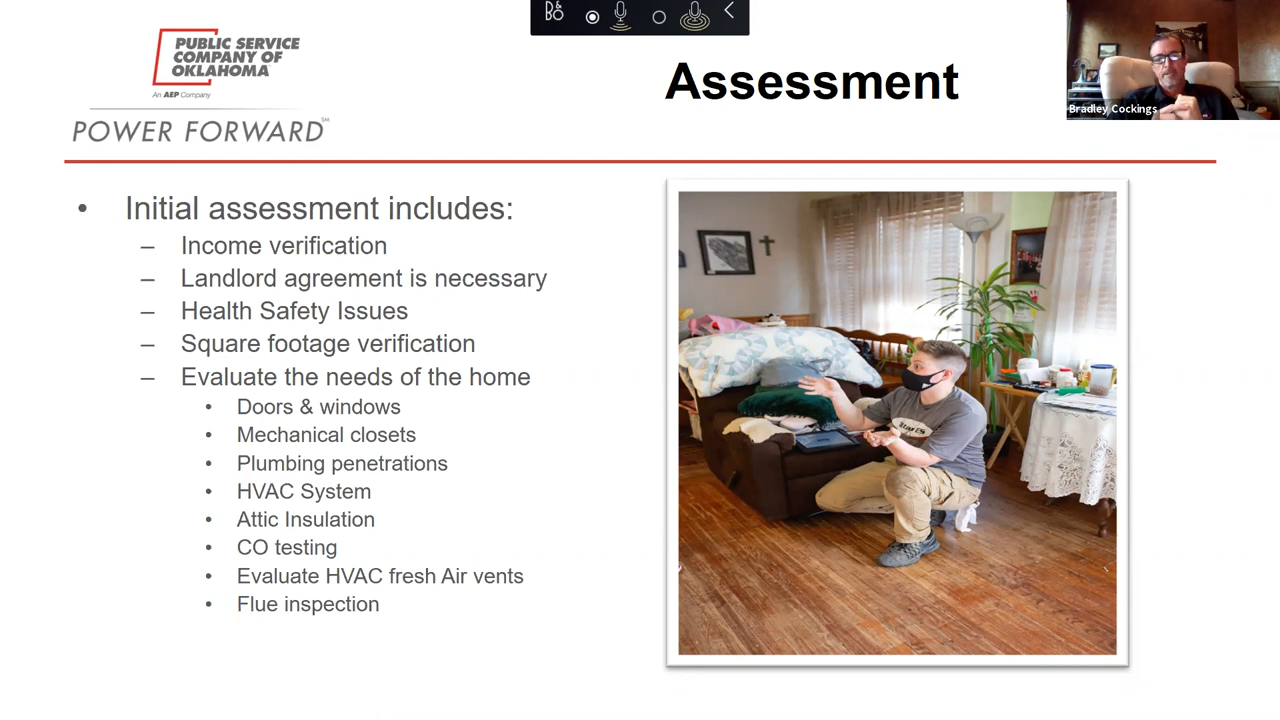 B&O
PUBLIC SERVICE
COMPANY OF
OKLAHOMA
An AEP Company
POWER FORWARD℠
Assessment
Bradley Cockings
• Initial assessment includes:
– Income verification
– Landlord agreement is necessary
– Health Safety Issues
– Square footage verification
– Evaluate the needs of the home
• Doors & windows
• Mechanical closets
• Plumbing penetrations
• HVAC System
• Attic Insulation
• CO testing
• Evaluate HVAC fresh Air vents
• Flue inspection